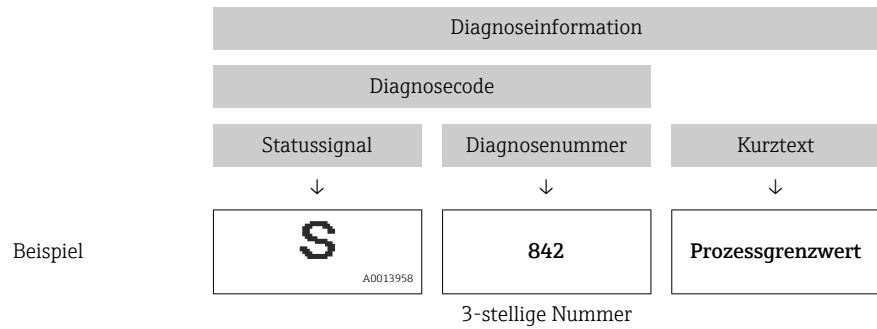 Diagnoseinformation
Diagnosecode
Statussignal Diagnosenummer Kurztext
↓ ↓ ↓
Beispiel S 842 Prozessgrenzwert
A0013958
3-stellige Nummer